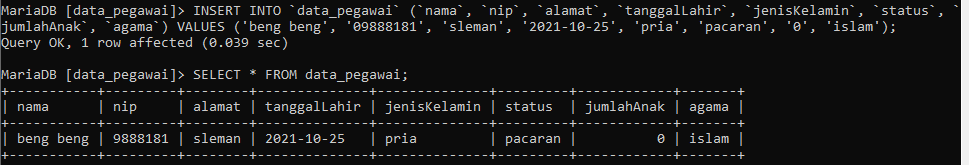 MariaDB [data_pegawai]> INSERT INTO `data_pegawai` (`nama`, `nip`, `alamat`, `tanggalLahir`, `jenisKelamin`, `status`, `
jumlahAnak`, `agama`) VALUES ('beng beng', '09888181', 'sleman', '2021-10-25', 'pria', 'pacaran', '0', 'islam');
Query OK, 1 row affected (0.039 sec)
MariaDB [data_pegawai]> SELECT * FROM data_pegawai;
+-----------+---------+--------+--------------+--------------+---------+------------+-------+
| nama      | nip     | alamat | tanggalLahir | jenisKelamin | status  | jumlahAnak | agama |
+-----------+---------+--------+--------------+--------------+---------+------------+-------+
| beng beng | 9888181 | sleman | 2021-10-25   | pria         | pacaran |          0 | islam |
+-----------+---------+--------+--------------+--------------+---------+------------+-------+